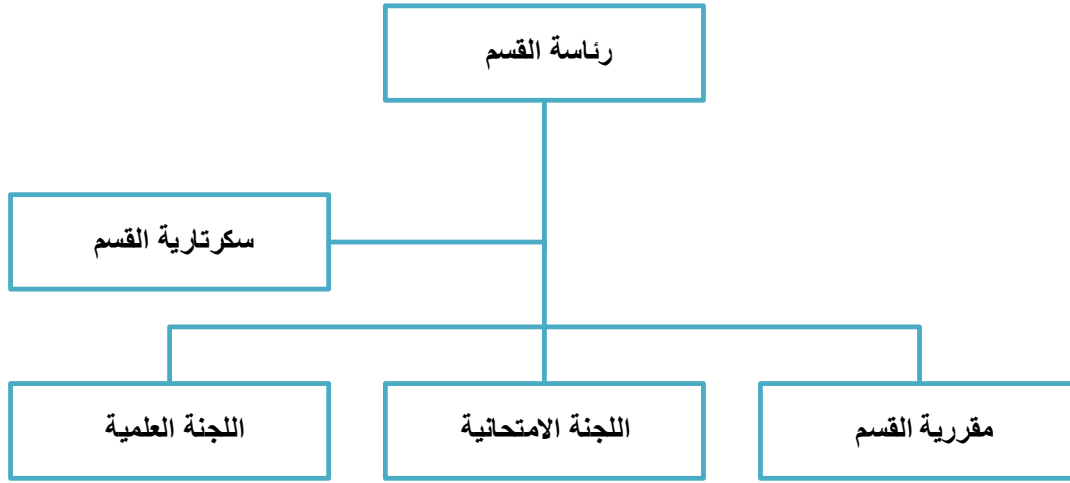 رئاسة القسم
سكرتارية القسم
مقررية القسم
اللجنة الامتحانية
اللجنة العلمية